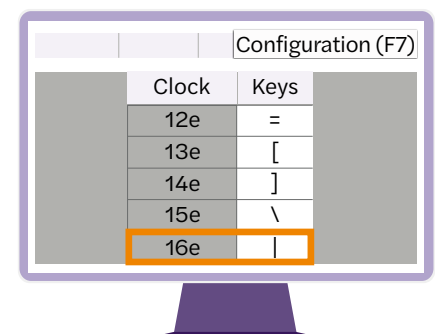 Configuration (F7)
Clock Keys
12e =
13e [
14e ]
15e \
16e |